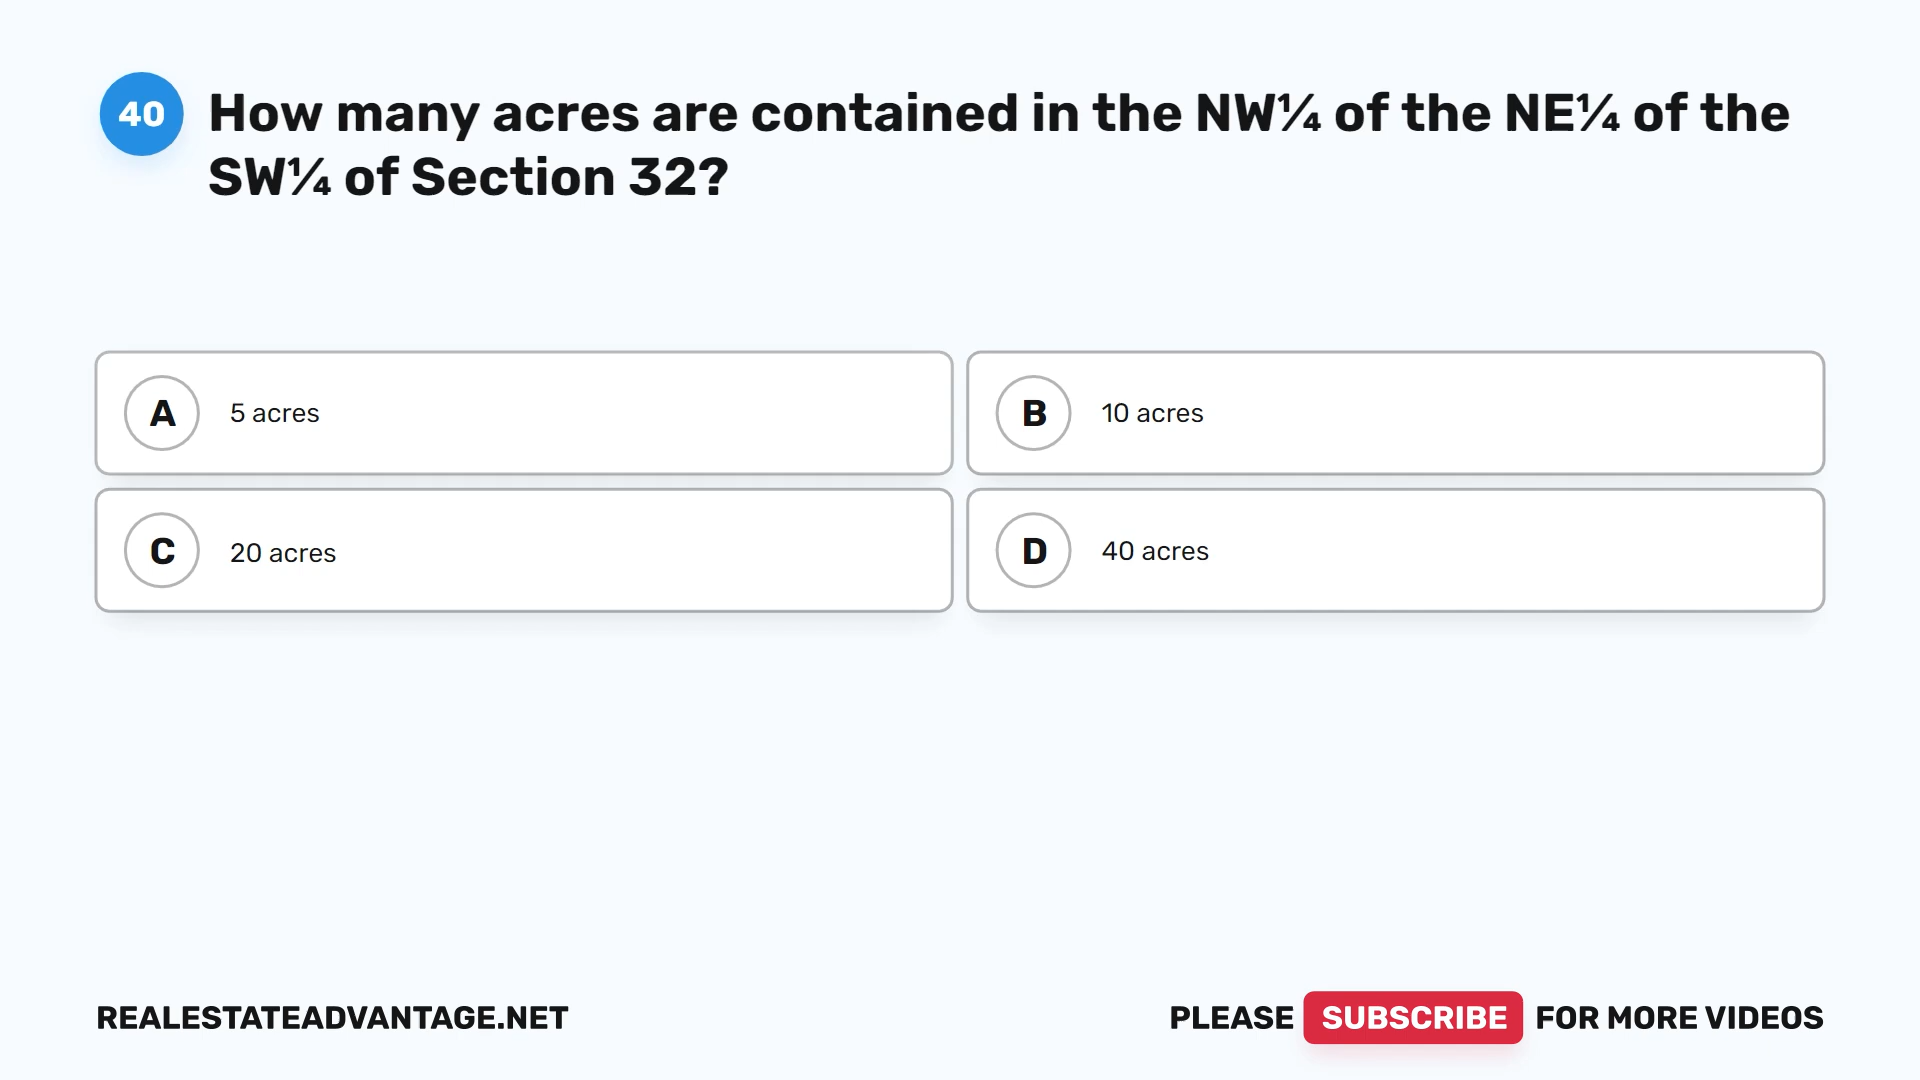 40
How many acres are contained in the NW¼ of the NE¼ of the
SW¼ of Section 32?
A 5 acres
B 10 acres
C 20 acres
D 40 acres
REALESTATEADVANTAGE.NET
PLEASE SUBSCRIBE FOR MORE VIDEOS